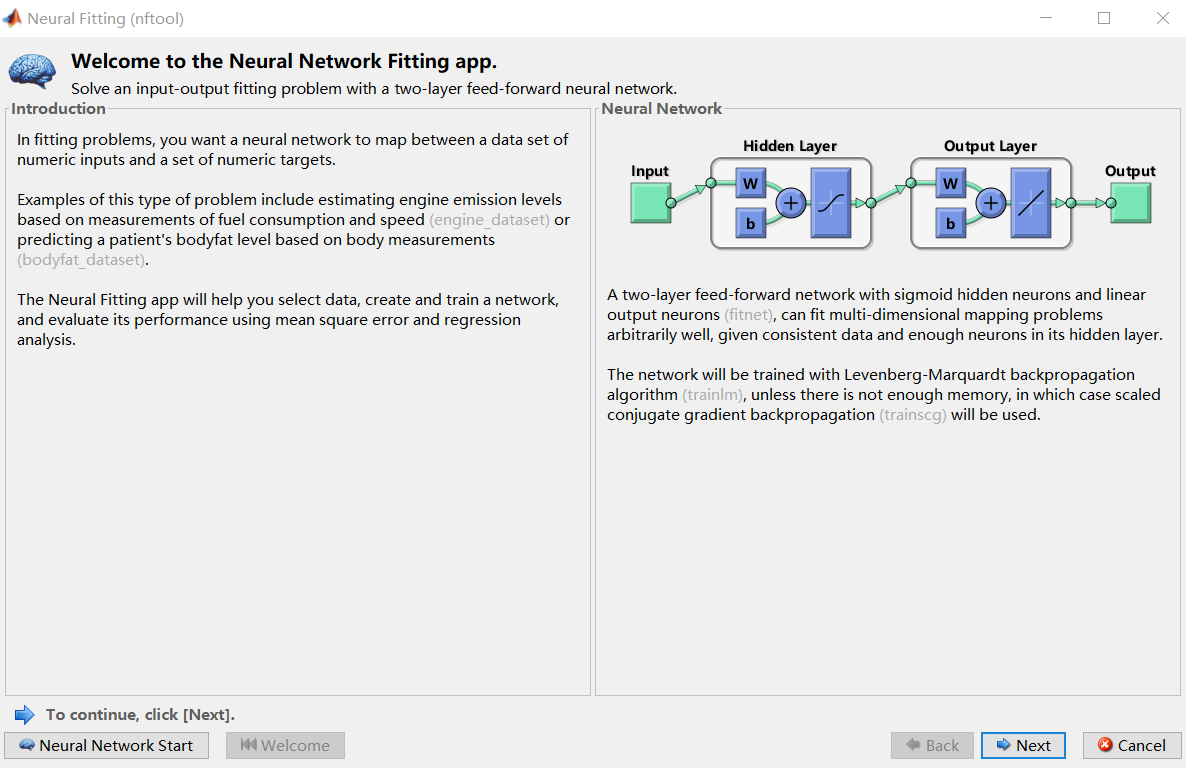 Neural Fitting (nftool)
Welcome to the Neural Network Fitting app.
Solve an input-output fitting problem with a two-layer feed-forward neural network.
Introduction
In fitting problems, you want a neural network to map between a data set of
numeric inputs and a set of numeric targets.
Examples of this type of problem include estimating engine emission levels
based on measurements of fuel consumption and speed (engine_dataset) or
predicting a patient's bodyfat level based on body measurements
(bodyfat_dataset).
The Neural Fitting app will help you select data, create and train a network,
and evaluate its performance using mean square error and regression
analysis.
Neural Network
Hidden Layer
Output Layer
Input
Output
W
b
+
W
b
+
A two-layer feed-forward network with sigmoid hidden neurons and linear
output neurons (fitnet), can fit multi-dimensional mapping problems
arbitrarily well, given consistent data and enough neurons in its hidden layer.
The network will be trained with Levenberg-Marquardt backpropagation
algorithm (trainlm), unless there is not enough memory, in which case scaled
conjugate gradient backpropagation (trainscg) will be used.
To continue, click [Next].
Neural Network Start
Welcome
Back
Next
Cancel